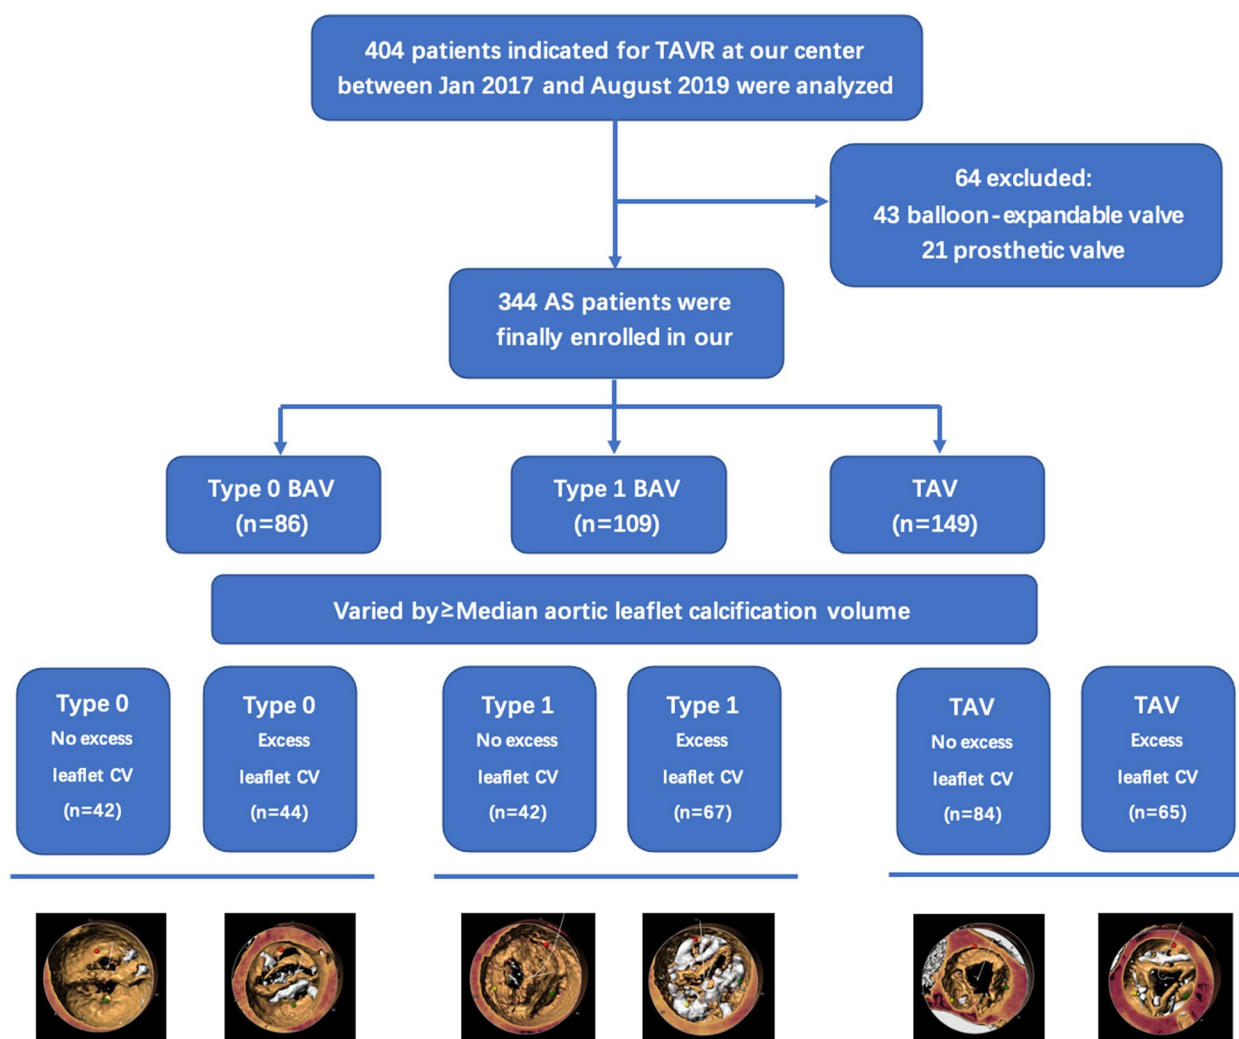 404 patients indicated for TAVR at our center
between Jan 2017 and August 2019 were analyzed
64 excluded:
43 balloon-expandable valve
21 prosthetic valve
344 AS patients were
finally enrolled in our
Type 0 BAV
(n=86)
Type 1 BAV
(n=109)
TAV
(n=149)
Varied by≥Median aortic leaflet calcification volume
Type 0
No excess
leaflet CV
(n=42)
Type 0
Excess
leaflet CV
(n=44)
Type 1
No excess
leaflet CV
(n=42)
Type 1
Excess
leaflet CV
(n=67)
TAV
No excess
leaflet CV
(n=84)
TAV
Excess
leaflet CV
(n=65)